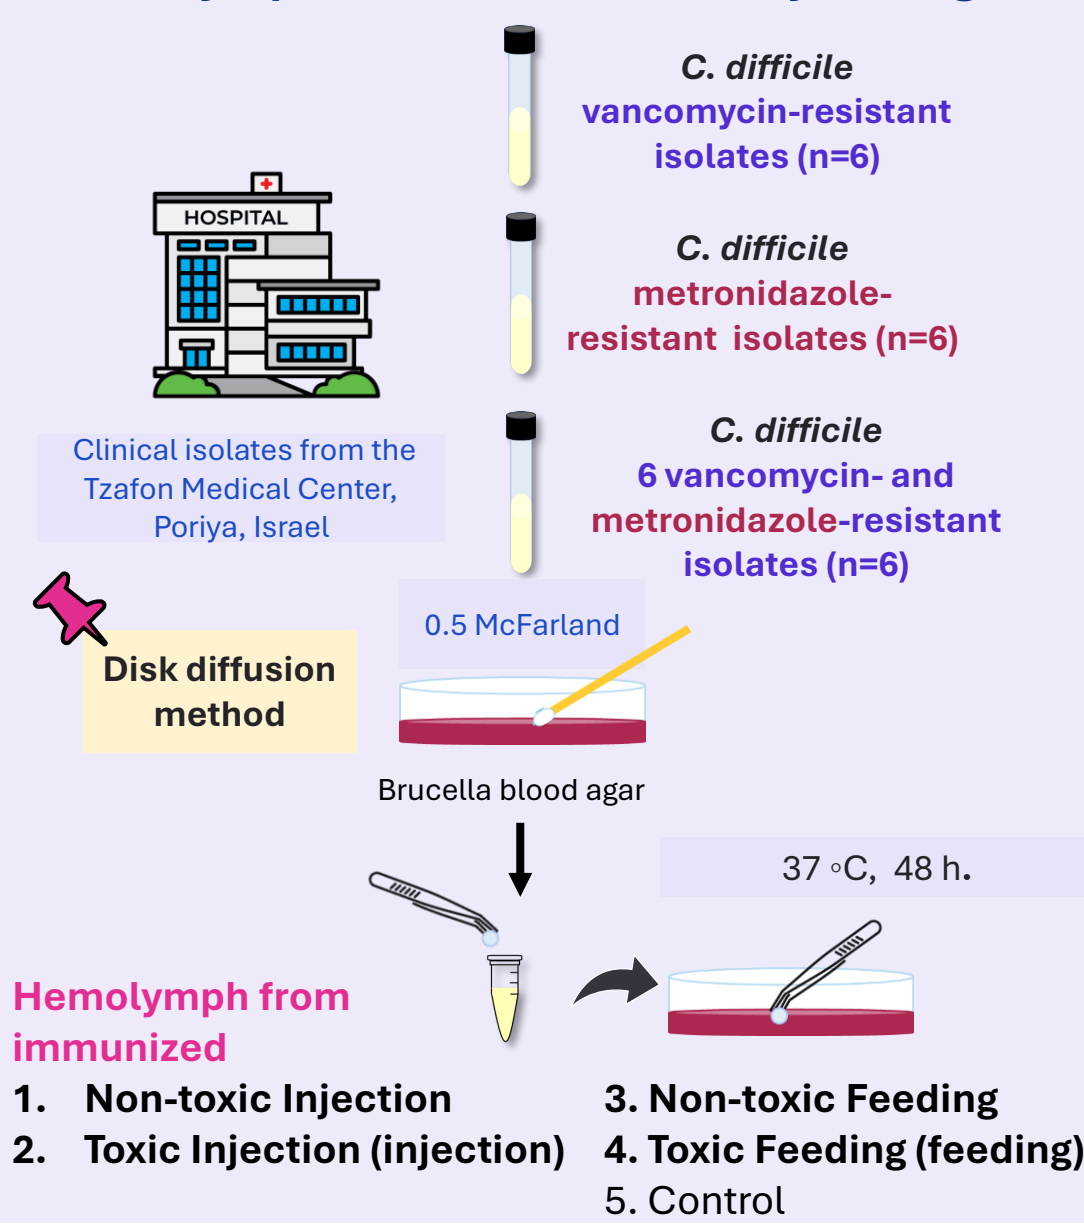 C. difficile
vancomycin-resistant
isolates (n=6)
HOSPITAL
C. difficile
metronidazole-
resistant isolates (n=6)
Clinical isolates from the
Tzafon Medical Center,
Poriya, Israel
C. difficile
6 vancomycin- and
metronidazole-resistant
isolates (n=6)
0.5 McFarland
Disk diffusion
method
Brucella blood agar
37 ◦C, 48 h.
Hemolymph from
immunized
1. Non-toxic Injection
2. Toxic Injection (injection)
3. Non-toxic Feeding
4. Toxic Feeding (feeding)
5. Control